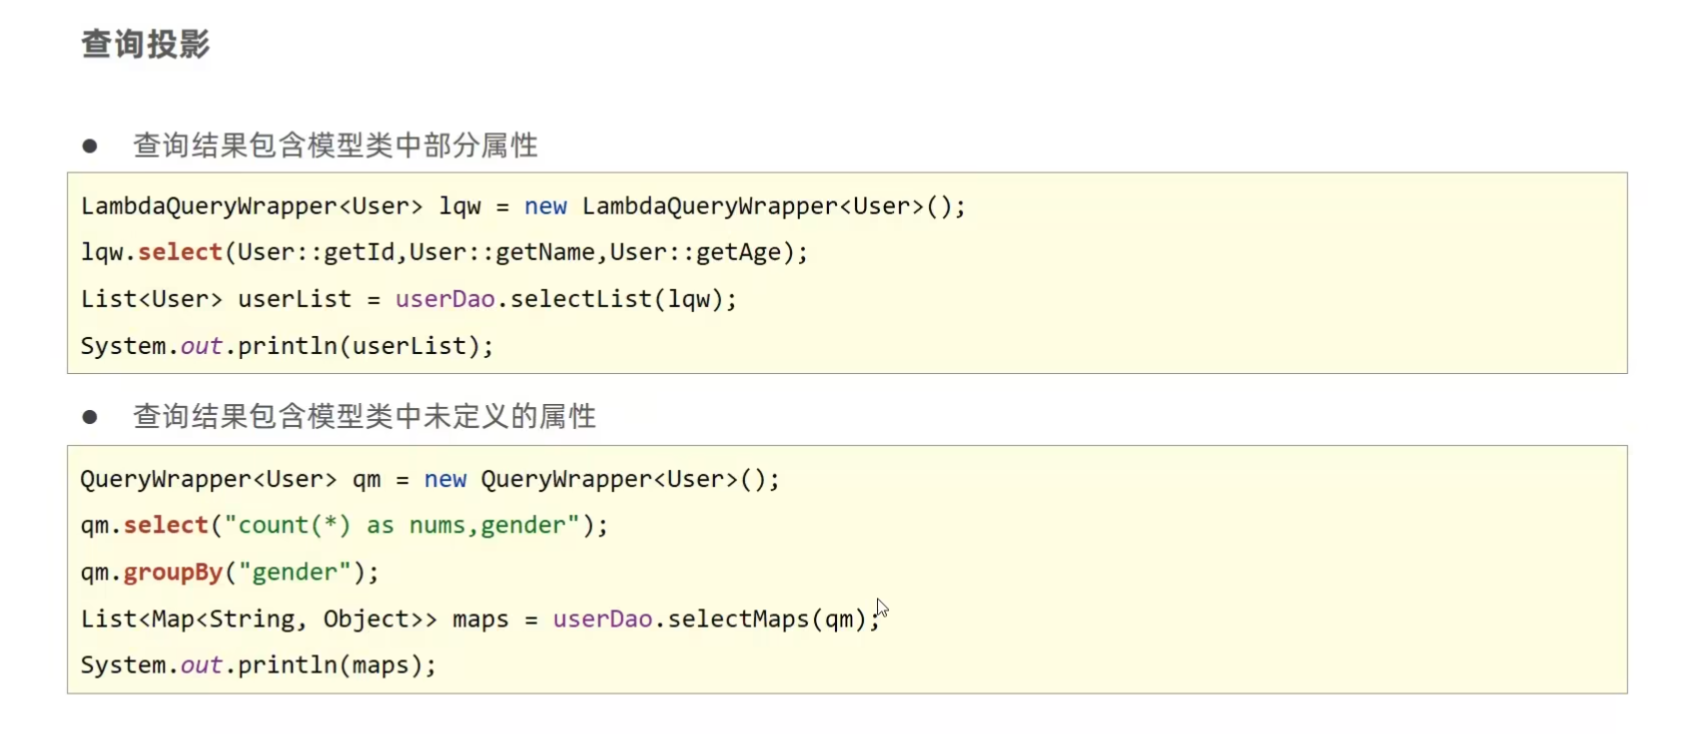 查询投影
● 查询结果包含模型类中部分属性
LambdaQueryWrapper<User> lqw = new LambdaQueryWrapper<User>();
lqw.select(User::getId,User::getName,User::getAge);
List<User> userList = userDao.selectList(lqw);
System.out.println(userList);
● 查询结果包含模型类中未定义的属性
QueryWrapper<User> qm = new QueryWrapper<User>();
qm.select("count(*) as nums,gender");
qm.groupBy("gender");
List<Map<String, Object>> maps = userDao.selectMaps(qm);
System.out.println(maps);